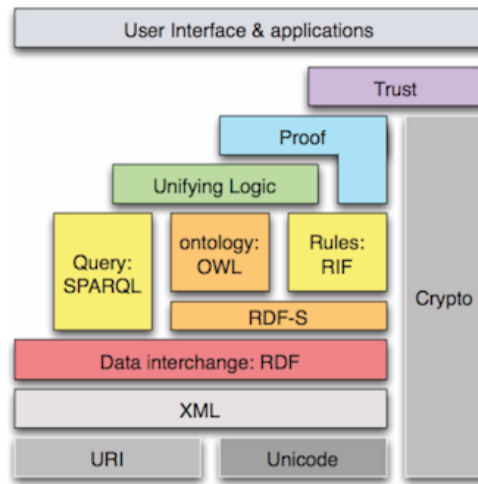 User Interface & applications
Trust
Proof
Unifying Logic
Query:
SPARQL
ontology:
OWL
Rules:
RIF
Crypto
RDF-S
Data interchange: RDF
XML
URI
Unicode